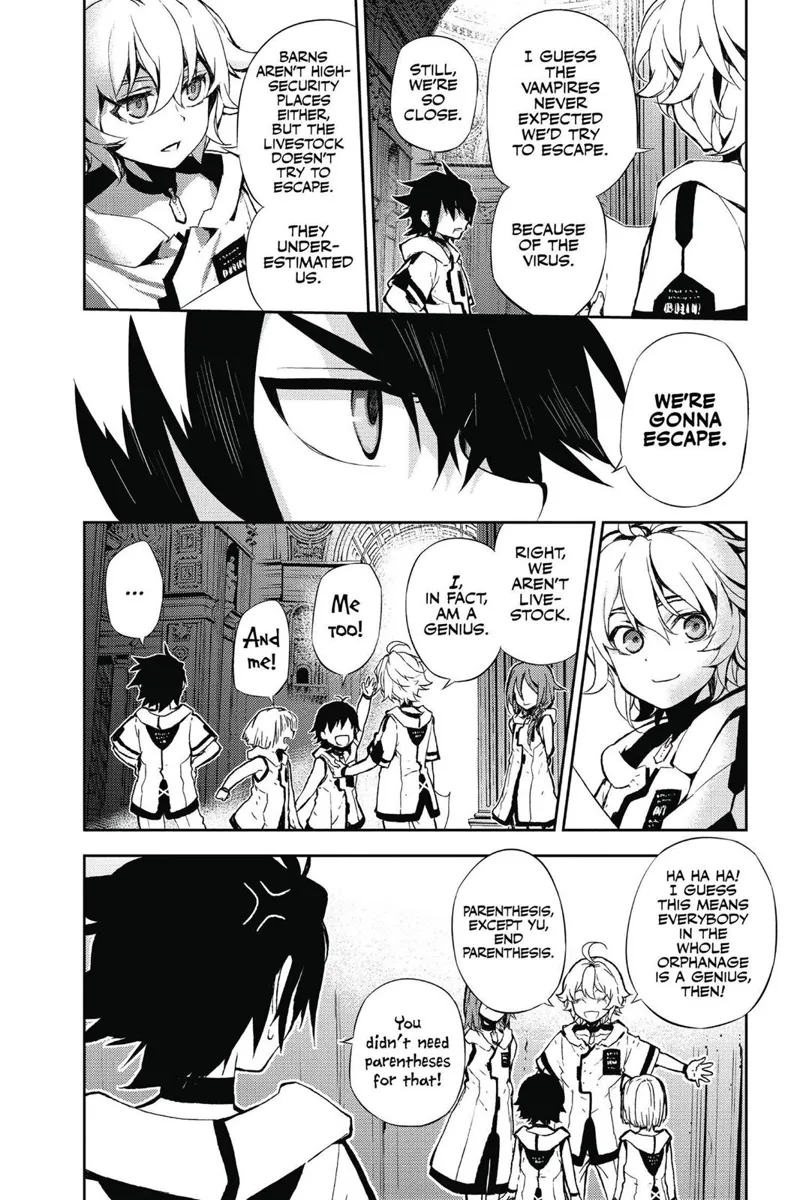 I GUESS
THE
VAMPIRES
NEVER
EXPECTED
WE'D TRY
TO ESCAPE.
BECAUSE
OF THE
VIRUS.
STILL,
WE'RE
SO
CLOSE.
BARNS
AREN'T HIGH-
SECURITY
PLACES
EITHER,
BUT THE
LIVESTOCK
DOESN'T
TRY TO
ESCAPE.
THEY
UNDER-
ESTIMATED
US.
WE'RE
GONNA
ESCAPE.
RIGHT,
WE
AREN'T
LIVE-
STOCK.
I,
IN FACT,
AM A
GENIUS.
Me
TOO!
And
me!
...
HA HA HA!
I GUESS
THIS MEANS
EVERYBODY
IN THE
WHOLE
ORPHANAGE
IS A GENIUS,
THEN!
PARENTHESIS,
EXCEPT YU,
END
PARENTHESIS.
You
didn't need
parentheses
for that!